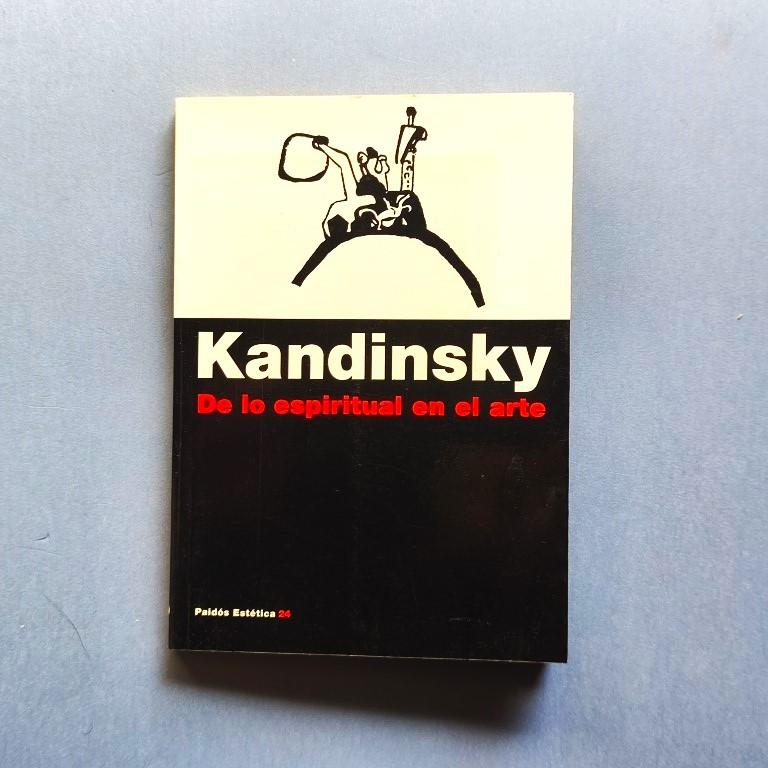 Kandinsky
De lo espiritual en el arte
Paidós Estética 24